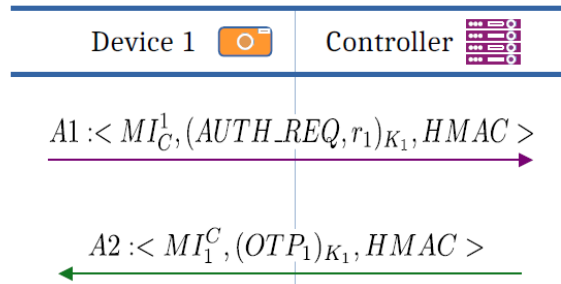 Device 1 Controller
A1 :< MI_C^1, (AUTH_REQ, r_1)_{K_1}, HMAC >
A2 :< MI_1^C, (OTP_1)_{K_1}, HMAC >